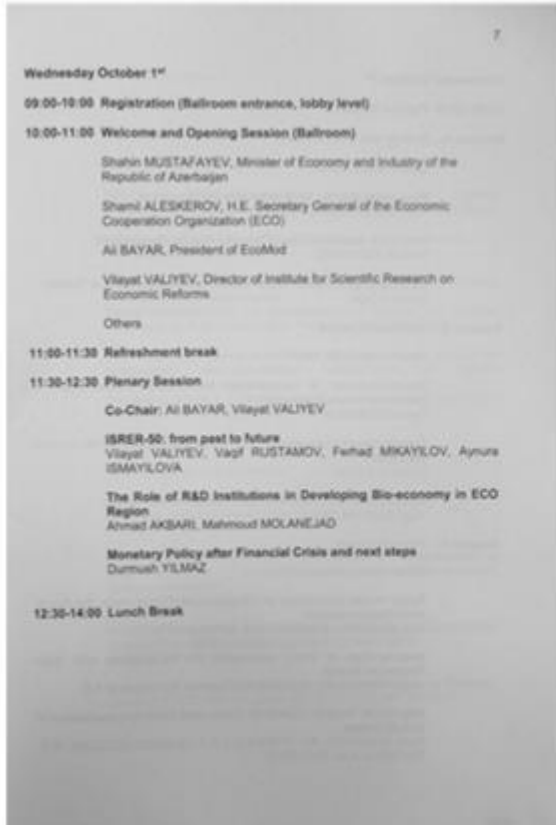 7
Wednesday October 1st
09:00-10:00 Registration (Ballroom entrance, lobby level)
10:00-11:00 Welcome and Opening Session (Ballroom)
Shahin MUSTAFAYEV, Minister of Economy and Industry of the
Republic of Azerbaijan
Shamil ALESKEROV, H.E. Secretary General of the Economic
Cooperation Organization (ECO)
Ali BAYAR, President of EcoMod
Vilayat VALIYEV, Director of Institute for Scientific Research on
Economic Reforms
Others
11:00-11:30 Refreshment break
11:30-12:30 Plenary Session
Co-Chair: Ali BAYAR, Vilayat VALIYEV
ISRER-50: from past to future
Vilayat VALIYEV, Vaqif RUSTAMOV, Ferhad MIKAYILOV, Aynura
ISMAYILOVA
The Role of R&D Institutions in Developing Bio-economy in ECO
Region
Ahmad AKBARI, Mahmoud MOLANEJAD
Monetary Policy after Financial Crisis and next steps
Durmush YILMAZ
12:30-14:00 Lunch Break